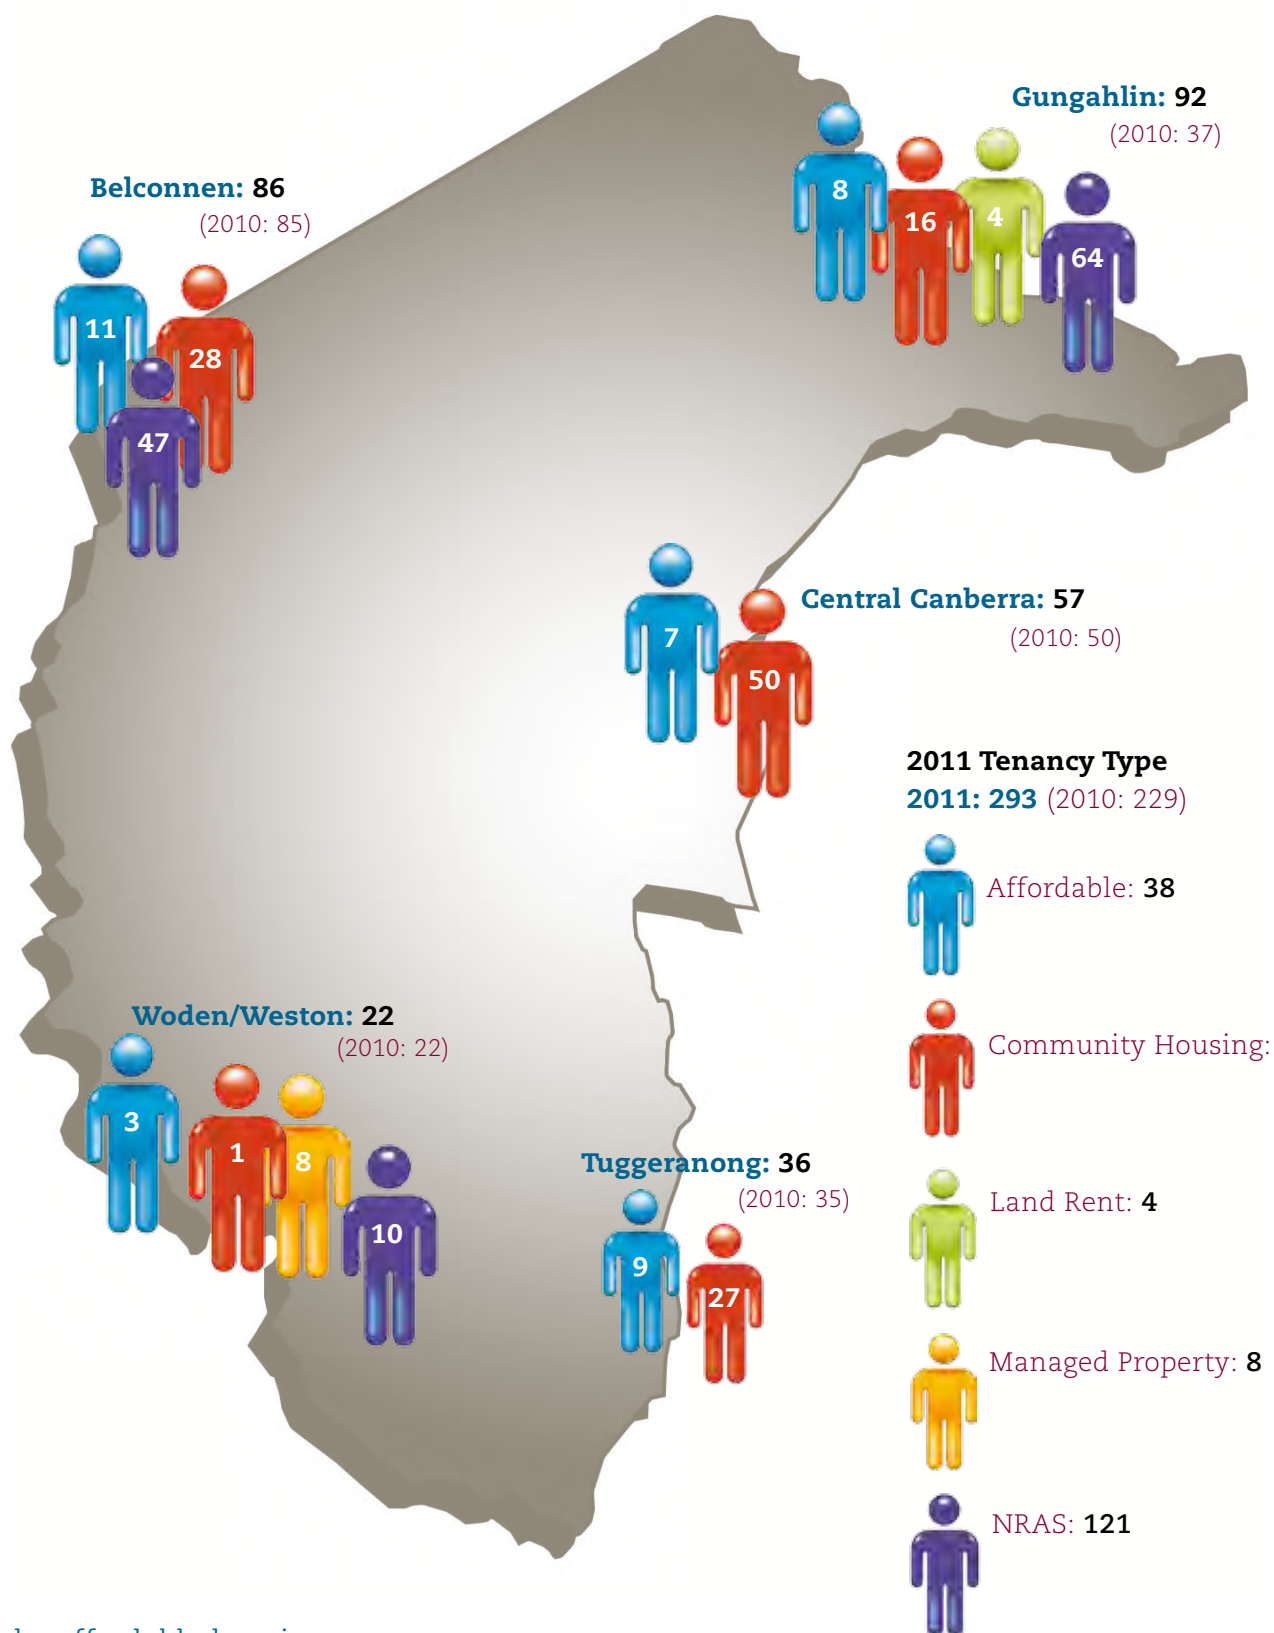 Gungahlin: 92
(2010: 37)
8
16
4
64
Belconnen: 86
(2010: 85)
11
28
47
Central Canberra: 57
(2010: 50)
7
50
2011 Tenancy Type
2011: 293 (2010: 229)
Affordable: 38
Community Housing:
Land Rent: 4
Managed Property: 8
NRAS: 121
Woden/Weston: 22
(2010: 22)
3
1
8
10
Tuggeranong: 36
(2010: 35)
9
27